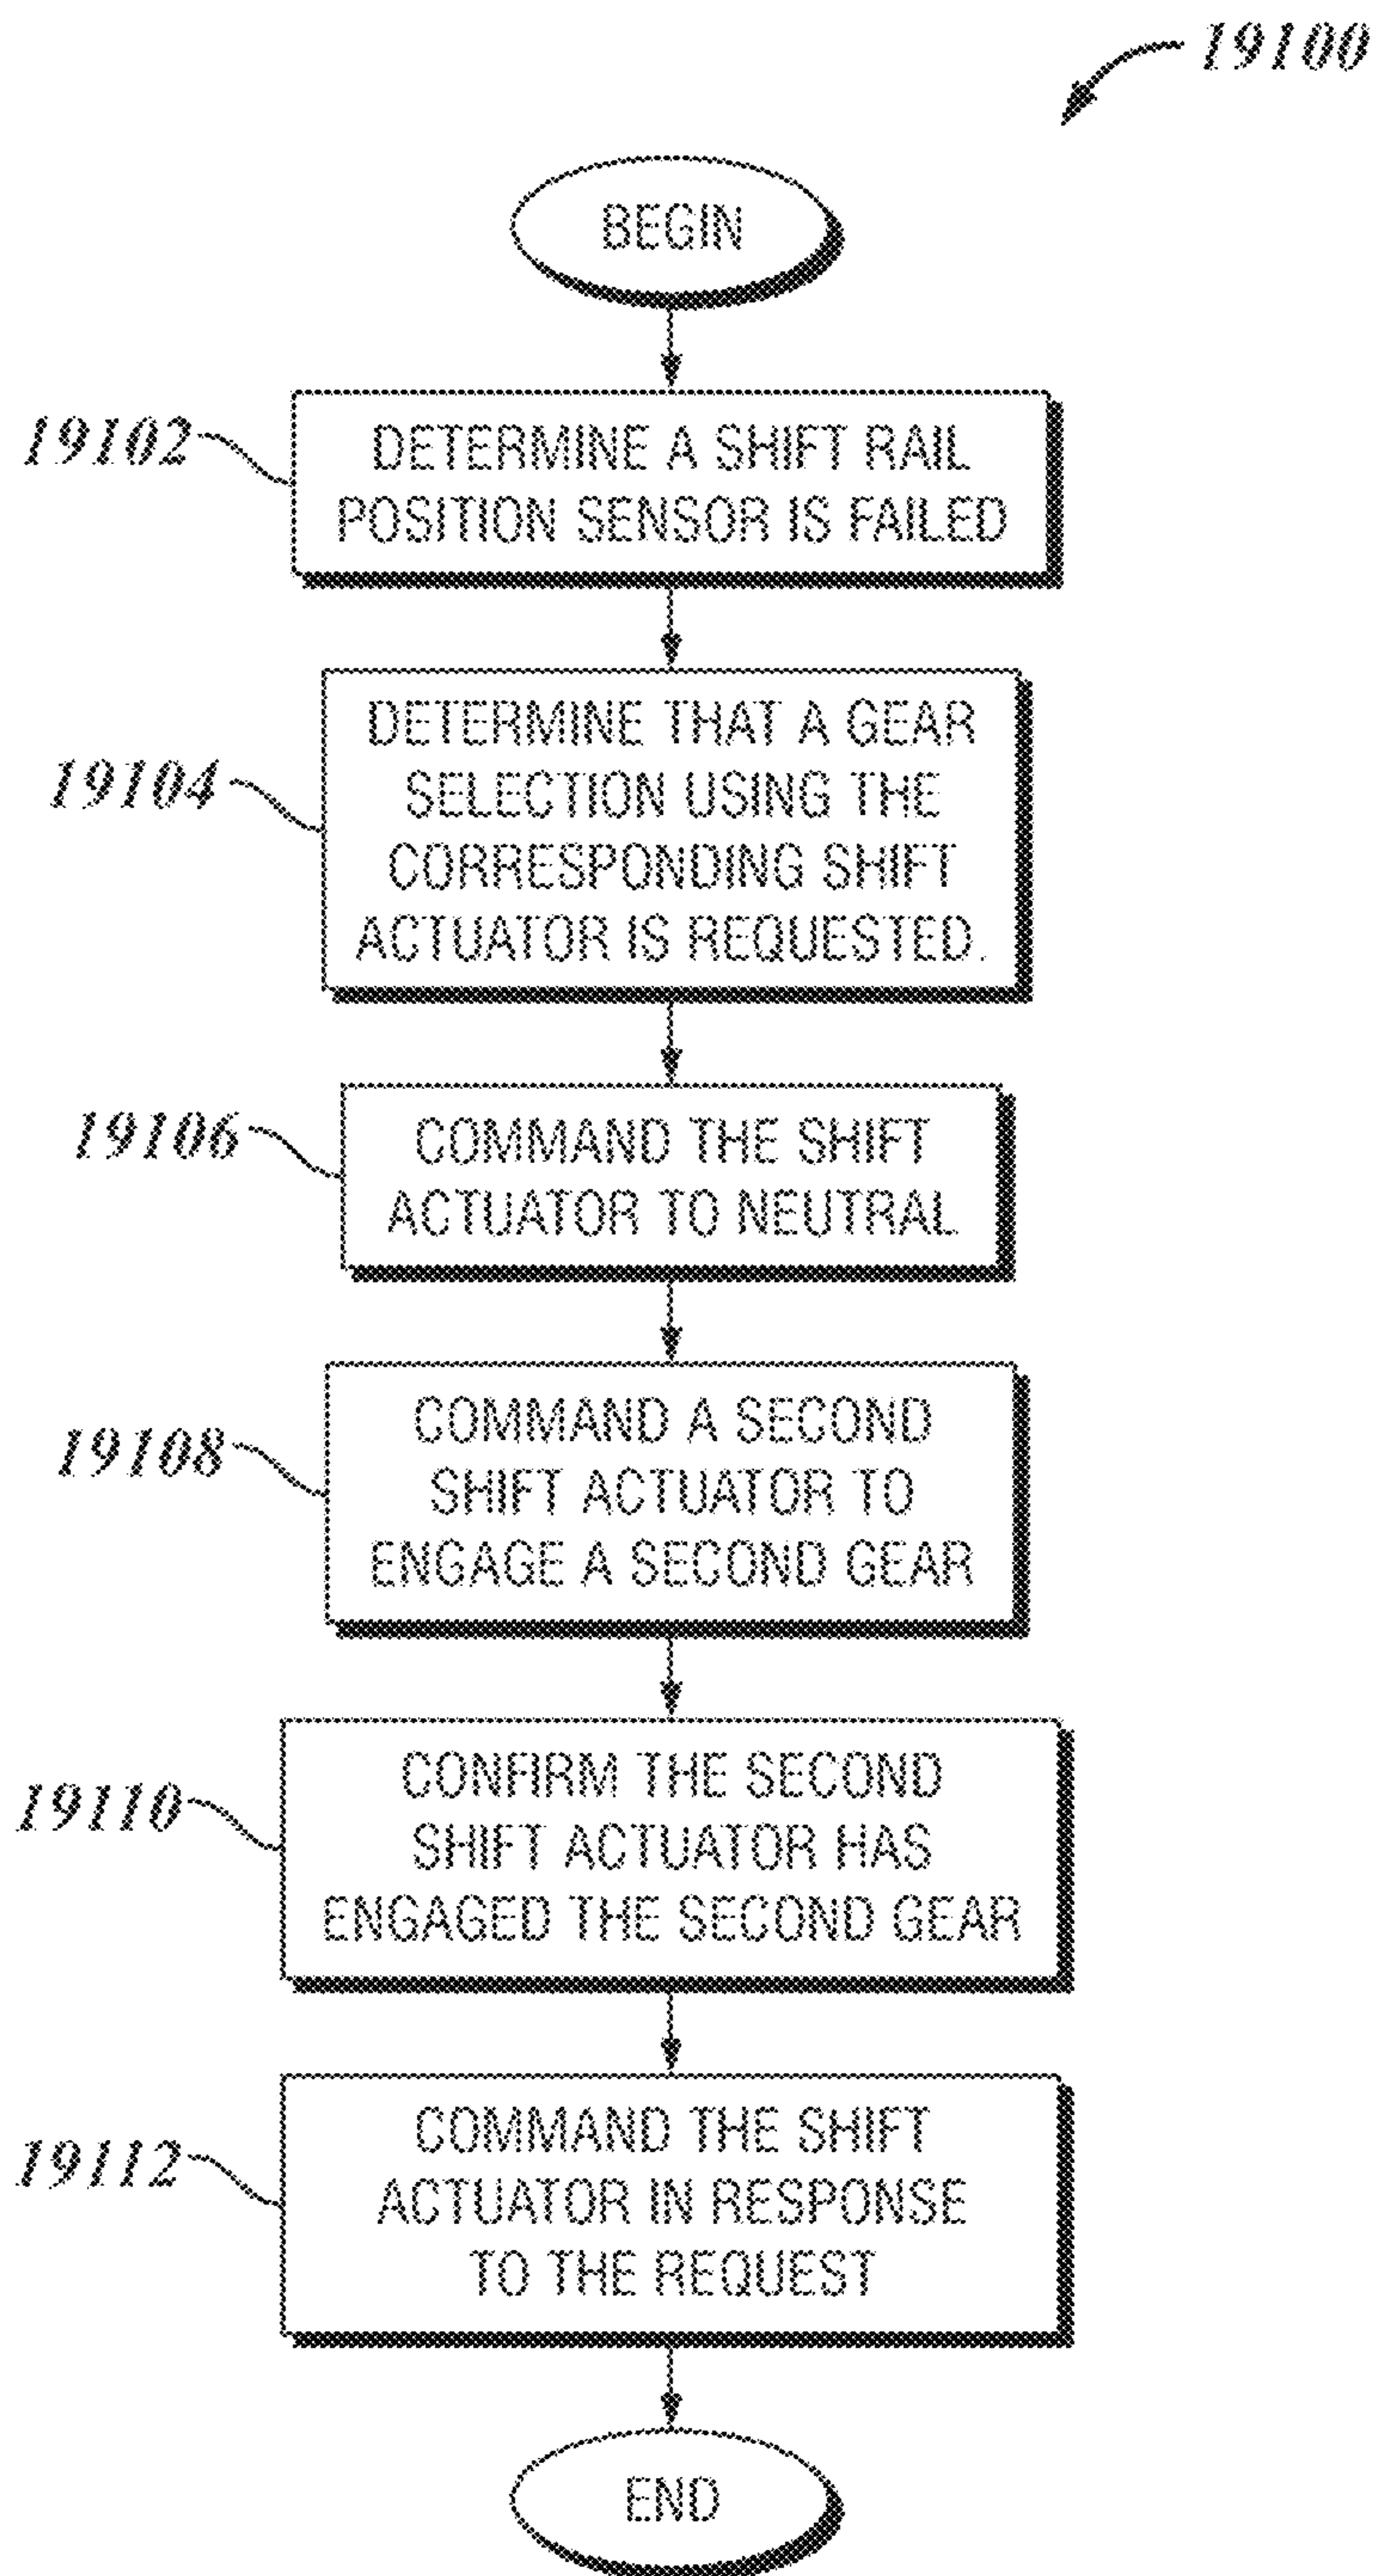 19100
BEGIN
19102
DETERMINE A SHIFT RAIL
POSITION SENSOR IS FAILED
19104
DETERMINE THAT A GEAR
SELECTION USING THE
CORRESPONDING SHIFT
ACTUATOR IS REQUESTED.
19106
COMMAND THE SHIFT
ACTUATOR TO NEUTRAL
19108
COMMAND A SECOND
SHIFT ACTUATOR TO
ENGAGE A SECOND GEAR
19110
CONFIRM THE SECOND
SHIFT ACTUATOR HAS
ENGAGED THE SECOND GEAR
19112
COMMAND THE SHIFT
ACTUATOR IN RESPONSE
TO THE REQUEST
END